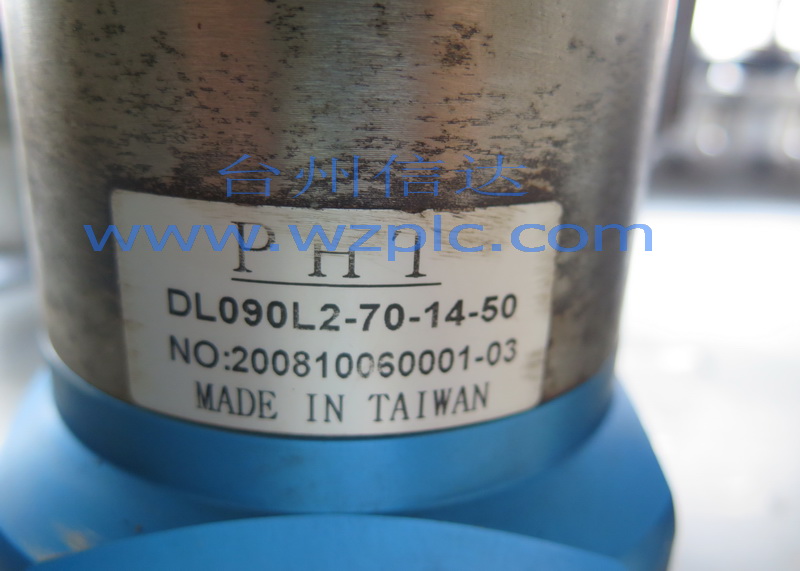 台州信达
www.wzplc.com
PHT
DL090L2-70-14-50
NO:200810060001-03
MADE IN TAIWAN